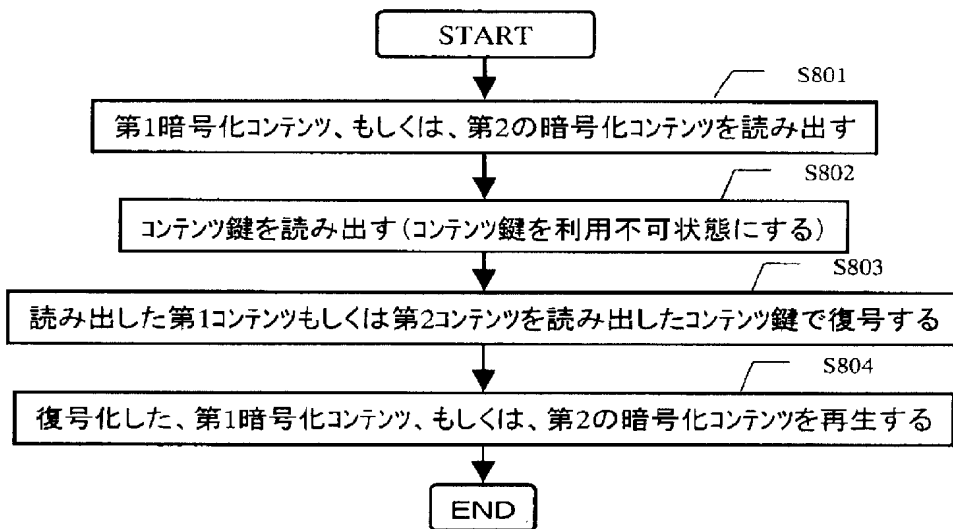 START
S801
第1暗号化コンテンツ、もしくは、第2の暗号化コンテンツを読み出す
S802
コンテンツ鍵を読み出す(コンテンツ鍵を利用不可状態にする)
S803
読み出した第1コンテンツもしくは第2コンテンツを読み出したコンテンツ鍵で復号する
S804
復号化した、第1暗号化コンテンツ、もしくは、第2の暗号化コンテンツを再生する
END